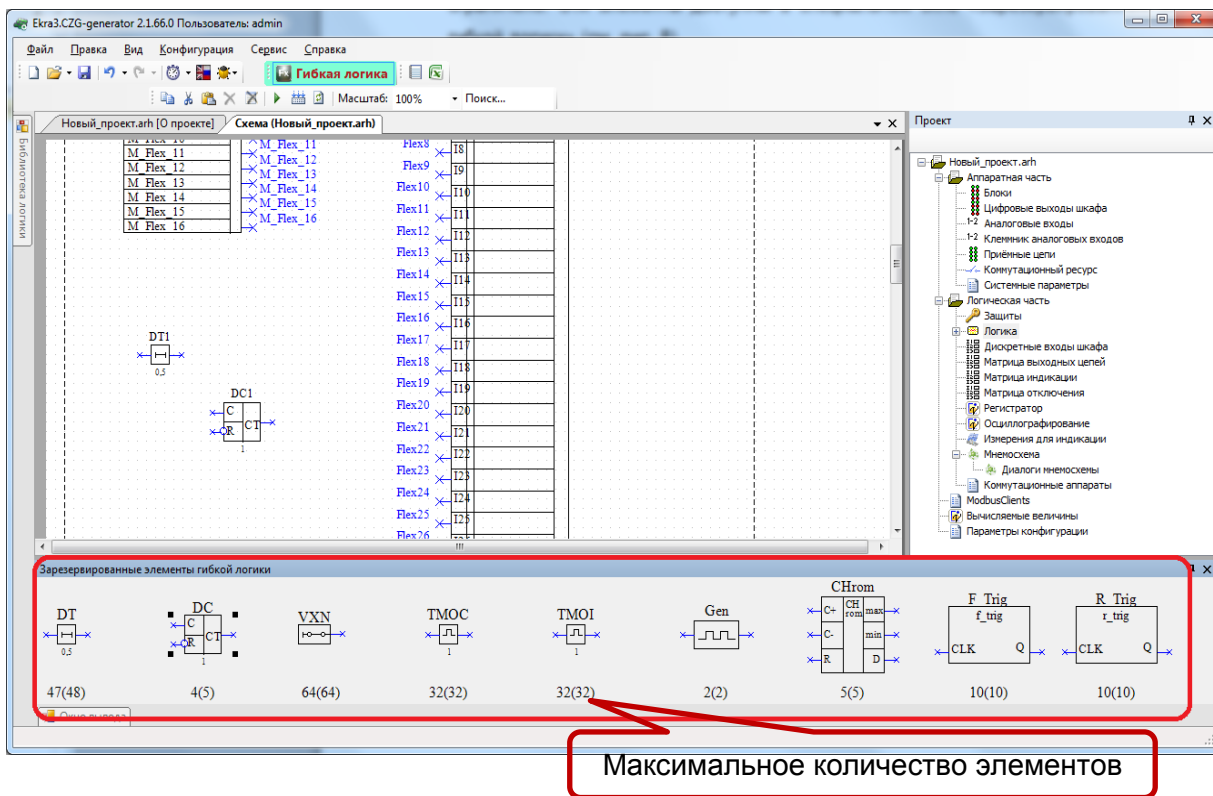 Ekra3.CZG-generator 2.1.66.0 Пользователь: admin
Файл Правка Вид Конфигурация Сервис Справка
Гибкая логика
Масштаб: 100% Поиск...
Новый_проект.arh [О проекте] Схема (Новый_проект.arh)
Библиотека логики
M_Flex_11
M_Flex_12
M_Flex_13
M_Flex_14
M_Flex_15
M_Flex_16
M_Flex_11
M_Flex_12
M_Flex_13
M_Flex_14
M_Flex_15
M_Flex_16
Flex8 I8
Flex9 I9
Flex10 I10
Flex11 I11
Flex12 I12
Flex13 I13
Flex14 I14
Flex15 I15
Flex16 I16
Flex17 I17
Flex18 I18
Flex19 I19
Flex20 I20
Flex21 I21
Flex22 I22
Flex23 I23
Flex24 I24
Flex25 I25
Flex26
DT1
0,5
DC1
C
R
CT
1
Проект
Новый_проект.arh
Аппаратная часть
Блоки
Цифровые выходы шкафа
Аналоговые входы
Клеммник аналоговых входов
Приёмные цепи
Коммутационный ресурс
Системные параметры
Логическая часть
Защиты
Логика
Дискретные входы шкафа
Матрица выходных цепей
Матрица индикации
Матрица отключения
Регистратор
Осциллографирование
Измерения для индикации
Мнемосхема
Диалоги мнемосхемы
Коммутационные аппараты
ModbusClients
Вычисляемые величины
Параметры конфигурации
Зарезервированные элементы гибкой логики
DT
0,5
47(48)
DC
C
R
CT
1
4(5)
VXN
64(64)
TMOC
1
32(32)
TMOI
1
32(32)
Gen
2(2)
CHrom
C+ CH rom max
C- min
R D
5(5)
F_Trig
f_trig
CLK Q
10(10)
R_Trig
r_trig
CLK Q
10(10)
Максимальное количество элементов